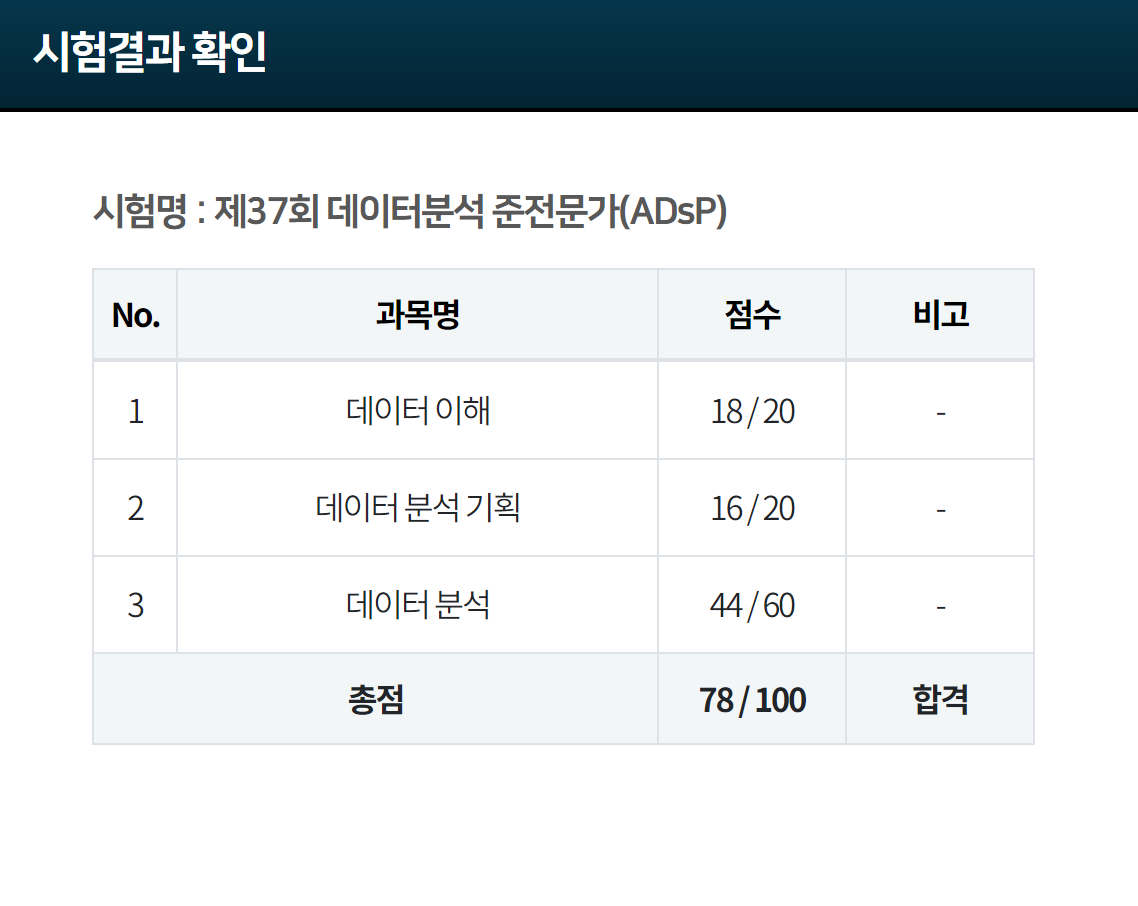 시험결과 확인
시험명 : 제37회 데이터분석 준전문가(ADsP)
No. 과목명 점수 비고
1 데이터 이해 18 / 20 -
2 데이터 분석 기획 16 / 20 -
3 데이터 분석 44 / 60 -
총점 78 / 100 합격